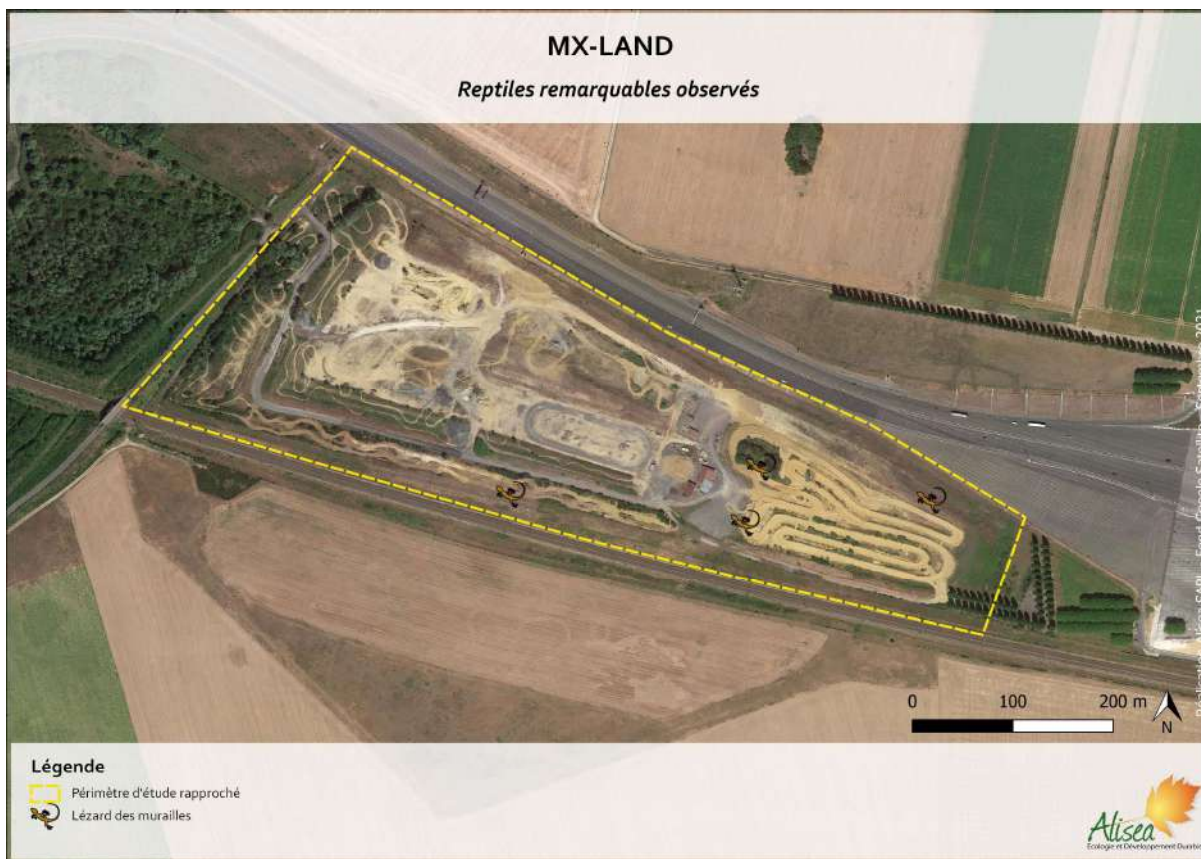 MX-LAND
Reptiles remarquables observés
0 100 200 m
N
Légende
Périmètre d'étude rapproché
Lézard des murailles
Alisea
Ecologie et Développement Durable